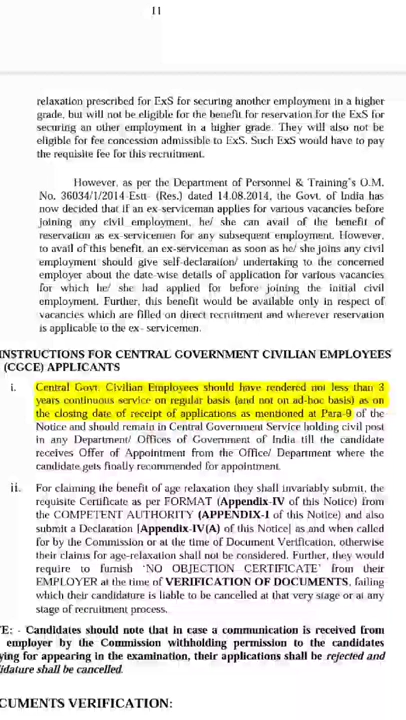 11
relaxation prescribed for ExS for securing another employment in a higher
grade, but will not be eligible for the benefit for reservation for the ExS for
securing an other employment in a higher grade. They will also not be
eligible for fee concession admissible to ExS. Such ExS would have to pay
the requisite fee for this recruitment.
However, as per the Department of Personnel & Training's O.M.
No. 36034/1/2014-Estt- (Res.) dated 14.08.2014, the Govt. of India has
now decided that if an ex-serviceman applies for various vacancies before
joining any civil employment, he/ she can avail of the benefit of
reservation as ex-servicemen for any subsequent employment. However,
to avail of this benefit, an ex-serviceman as soon as he/ she joins any civil
employment should give self-declaration/ undertaking to the concerned
employer about the date-wise details of application for various vacancies
for which he/ she had applied for before joining the initial civil
employment. Further, this benefit would be available only in respect of
vacancies which are filled on direct recruitment and wherever reservation
is applicable to the ex- servicemen.
INSTRUCTIONS FOR CENTRAL GOVERNMENT CIVILIAN EMPLOYEES
(CGCE) APPLICANTS
i. Central Govt. Civilian Employees should have rendered not less than 3
years continuous service on regular basis (and not on ad-hoc basis) as on
the closing date of receipt of applications as mentioned at Para-9 of the
Notice and should remain in Central Government Service holding civil post
in any Department/ Offices of Government of India till the candidate
receives Offer of Appointment from the Office/ Department where the
candidate gets finally recommended for appointment.
ii. For claiming the benefit of age relaxation they shall invariably submit, the
requisite Certificate as per FORMAT (Appendix-IV of this Notice) from
the COMPETENT AUTHORITY (APPENDIX-I of this Notice) and also
submit a Declaration [Appendix-IV(A) of this Notice] as and when called
for by the Commission or at the time of Document Verification, otherwise
their claims for age-relaxation shall not be considered. Further, they would
require to furnish 'NO OBJECTION CERTIFICATE' from their
EMPLOYER at the time of VERIFICATION OF DOCUMENTS, failing
which their candidature is liable to be cancelled at that very stage or at any
stage of recruitment process.
TE: - Candidates should note that in case a communication is received from
employer by the Commission withholding permission to the candidates
ying for appearing in the examination, their applications shall be rejected and
didature shall be cancelled.
CUMENTS VERIFICATION: